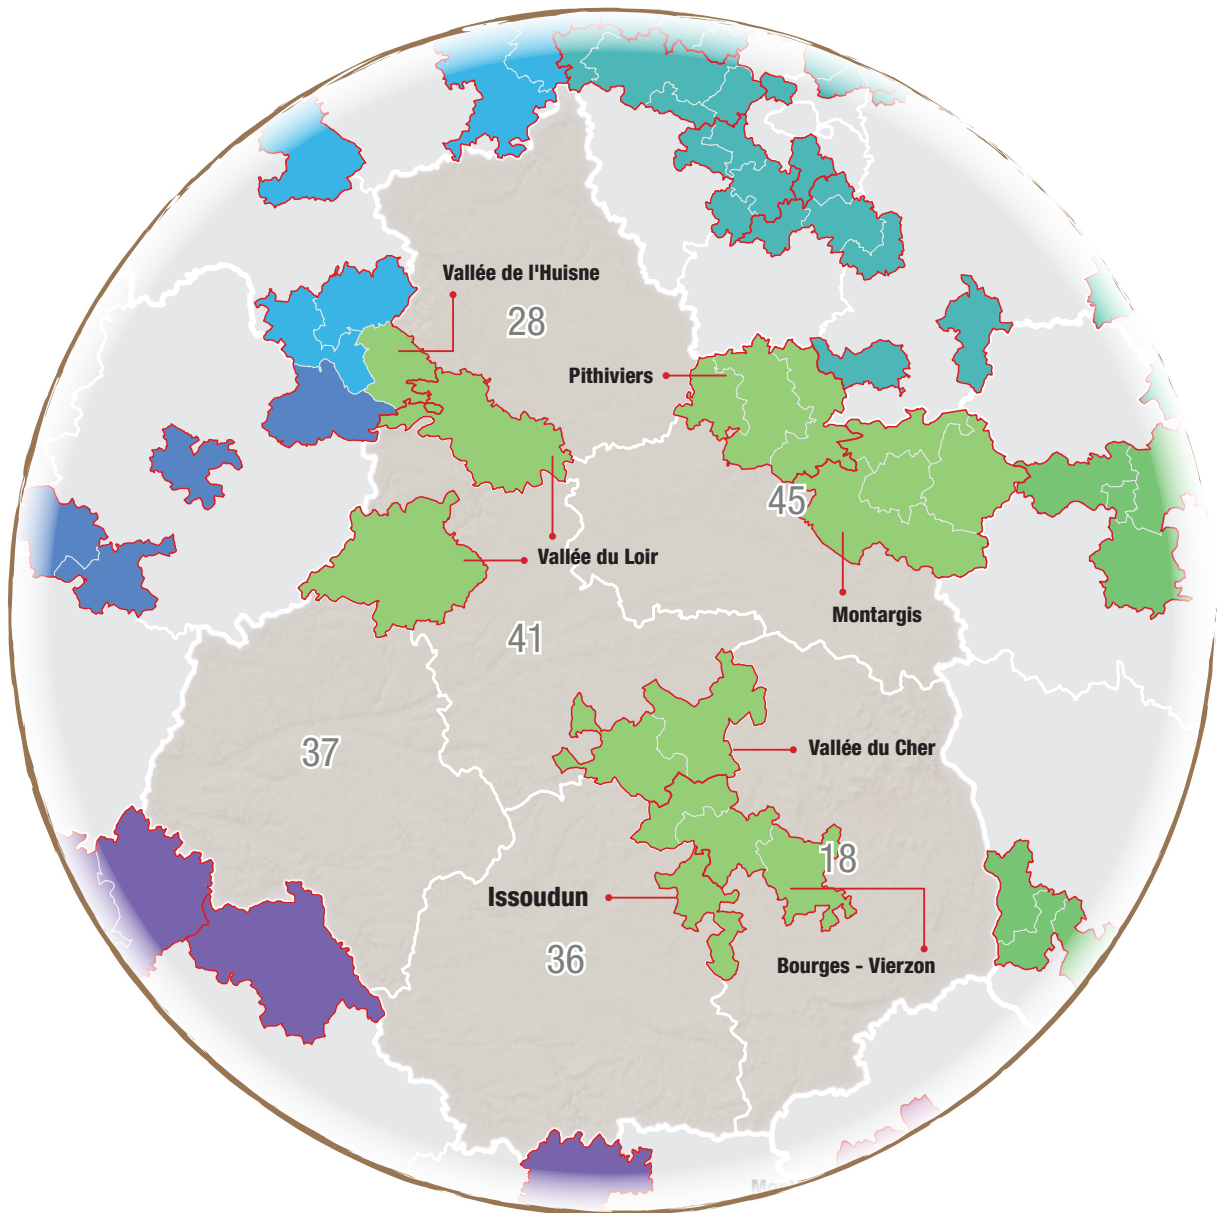 Vallée de l'Huisne
28
Pithiviers
45
Vallée du Loir
Montargis
41
37
Vallée du Cher
18
Issoudun
36
Bourges - Vierzon